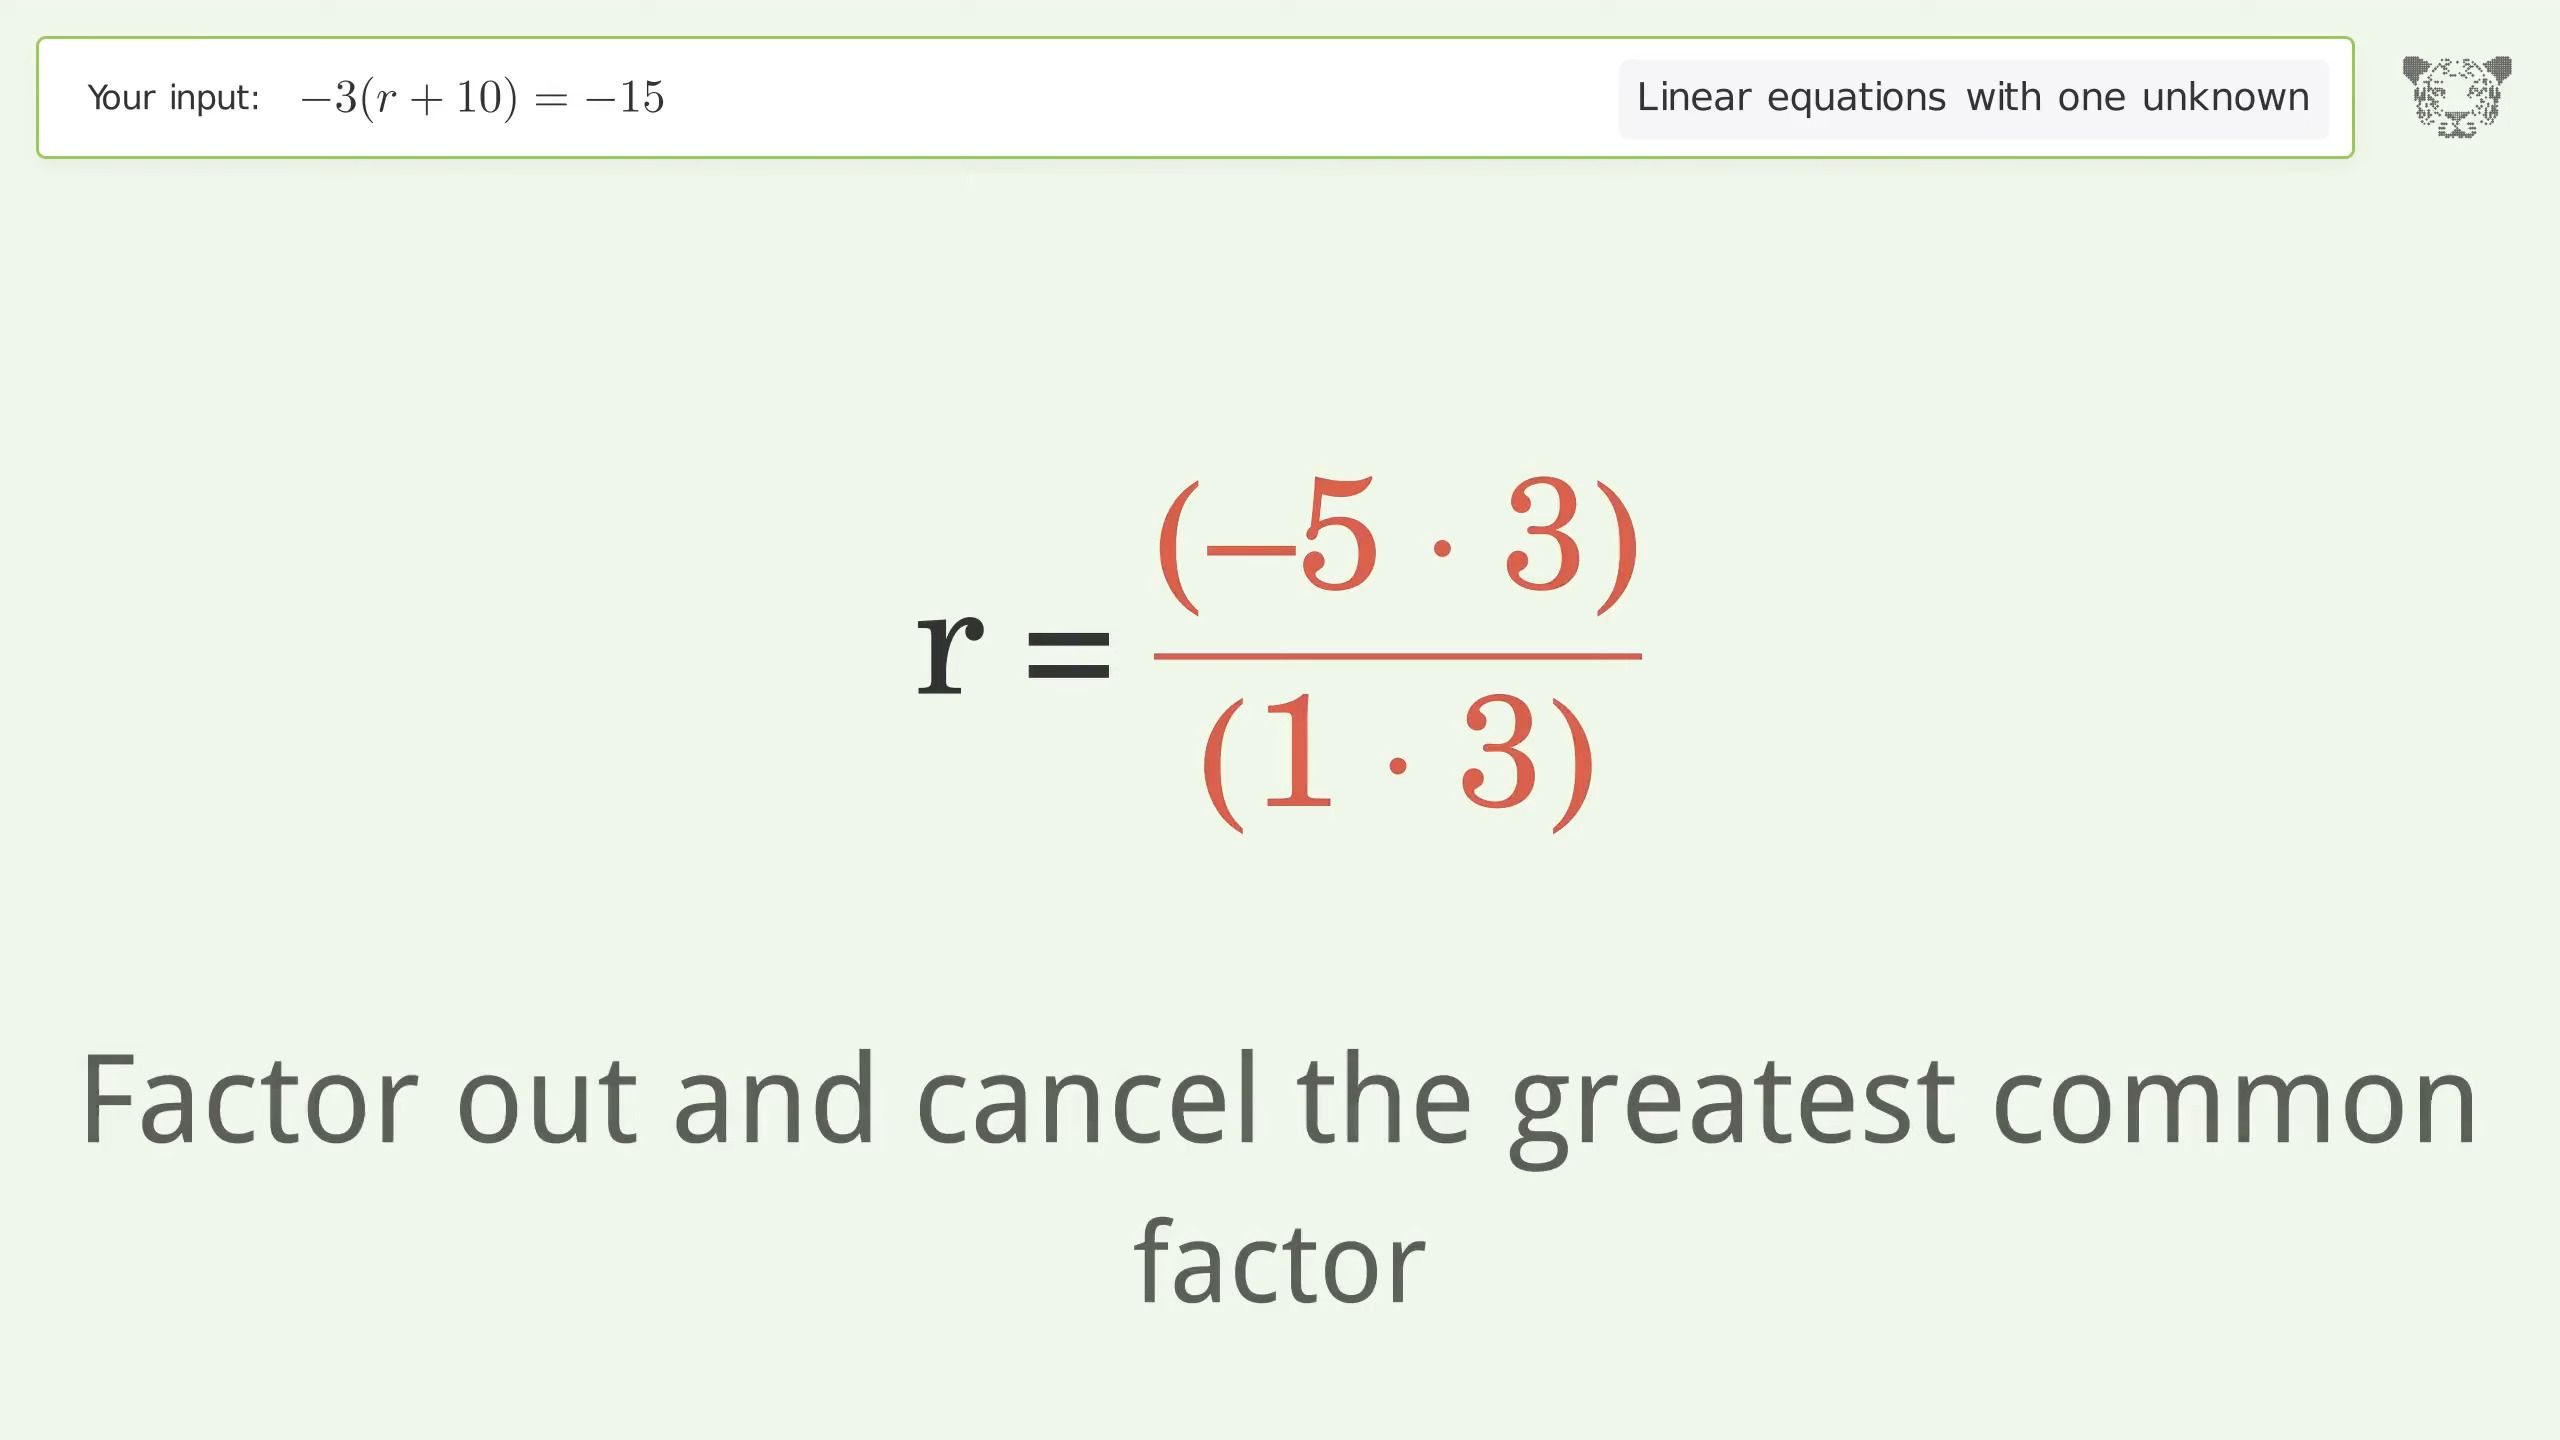 Your input: −3(r + 10) = −15
Linear equations with one unknown
r = (−5 · 3) / (1 · 3)
Factor out and cancel the greatest common
factor